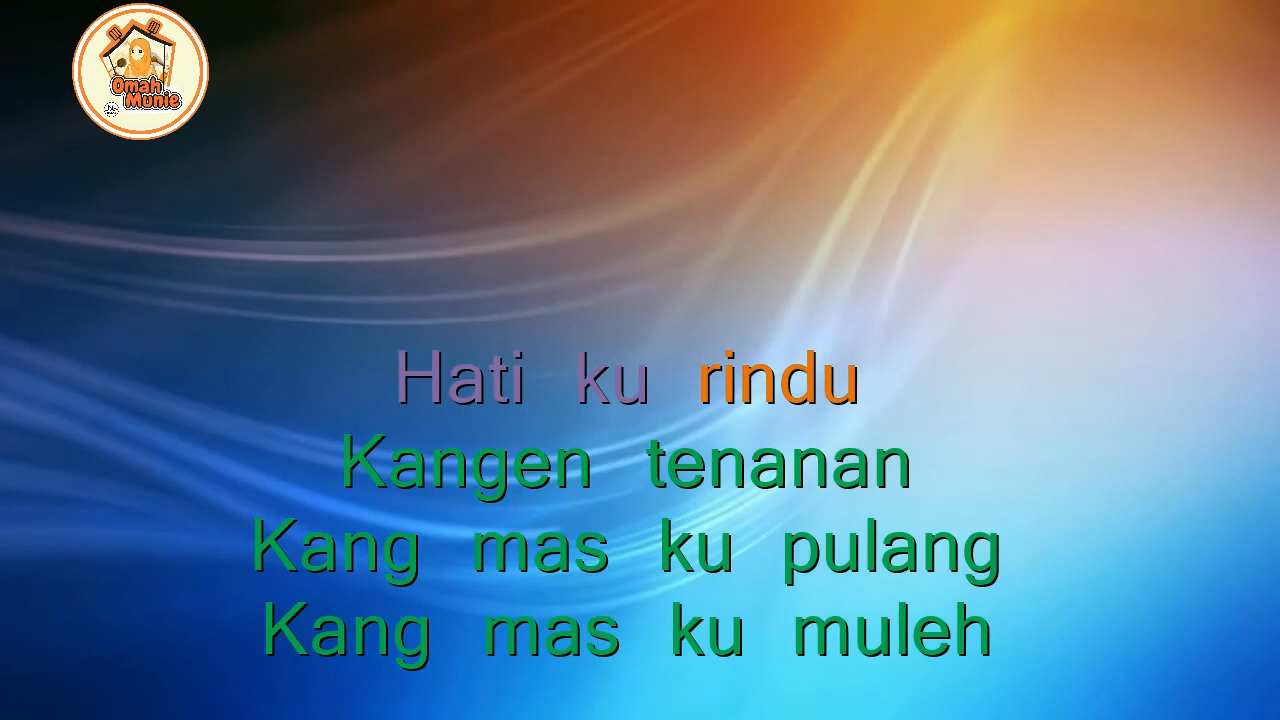 Omah
Munie
Hati ku rindu
Kangen tenanan
Kang mas ku pulang
Kang mas ku muleh